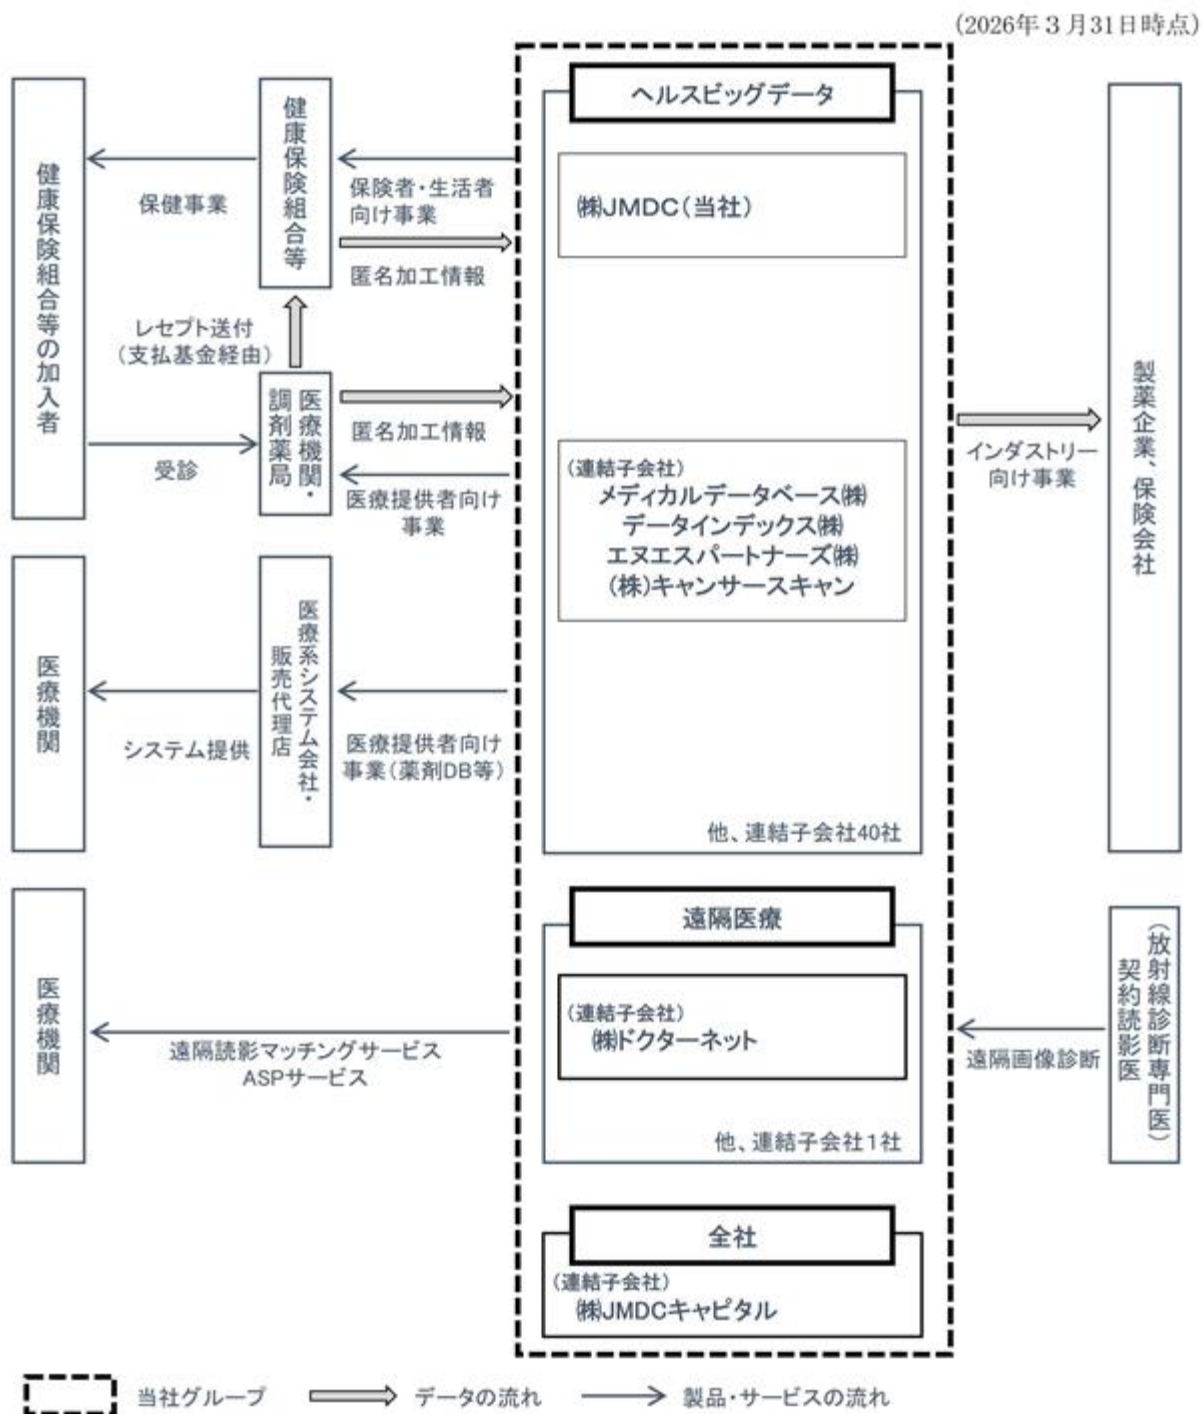 (2026年3月31日時点)
ヘルスビッグデータ
㈱JMDC(当社)
(連結子会社)
メディカルデータベース㈱
データインデックス㈱
エヌエスパートナーズ㈱
(株)キャンサースキャン
他、連結子会社40社
健康保険組合等の加入者
保健事業
健康保険組合等
保険者・生活者
向け事業
匿名加工情報
レセプト送付
(支払基金経由)
受診
医療機関・
調剤薬局
匿名加工情報
医療提供者向け
事業
インダストリー
向け事業
製薬企業、保険会社
医療機関
システム提供
医療系システム会社・
販売代理店
医療提供者向け
事業(薬剤DB等)
遠隔医療
(連結子会社)
㈱ドクターネット
他、連結子会社1社
医療機関
遠隔読影マッチングサービス
ASPサービス
遠隔画像診断
(放射線診断専門医)
契約読影医
全社
(連結子会社)
㈱JMDCキャピタル
当社グループ
データの流れ
製品・サービスの流れ